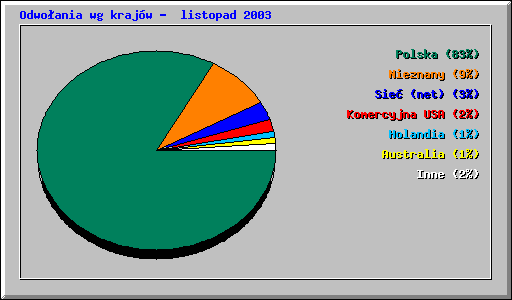 Odwołania wg krajów -  listopad 2003
Polska (83%)
Nieznany (9%)
Sieć (net) (3%)
Komercyjna USA (2%)
Holandia (1%)
Australia (1%)
Inne (2%)